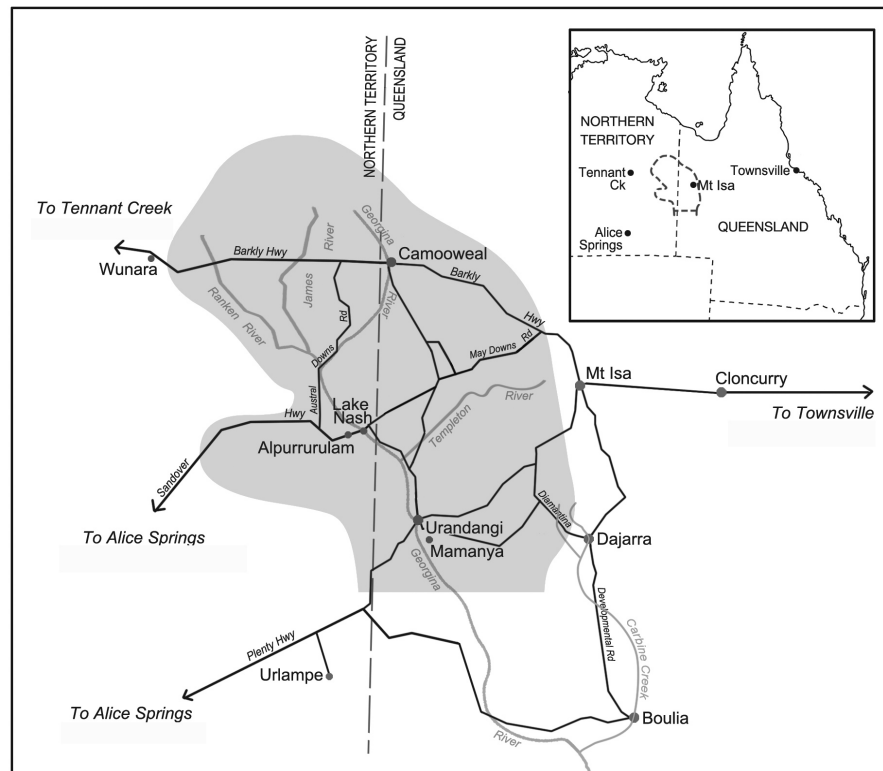 NORTHERN TERRITORY
QUEENSLAND
NORTHERN
TERRITORY
Tennant
Ck
Mt Isa
Townsville
Alice
Springs
QUEENSLAND
To Tennant Creek
Wunara
Barkly Hwy
Ranken
River
James
River
Georgina
River
Camooweal
Barkly
Hwy
Rd
Downs
Austral
May Downs
Rd
Mt Isa
Cloncurry
To Townsville
Lake
Nash
Hwy
Alpurrurulam
Sandover
Templeton
River
To Alice Springs
Urandangi
Mamanya
Diamantina
Dajarra
Georgina
Developmental Rd
Carbine Creek
Plenty Hwy
Urlampe
To Alice Springs
River
Boulia